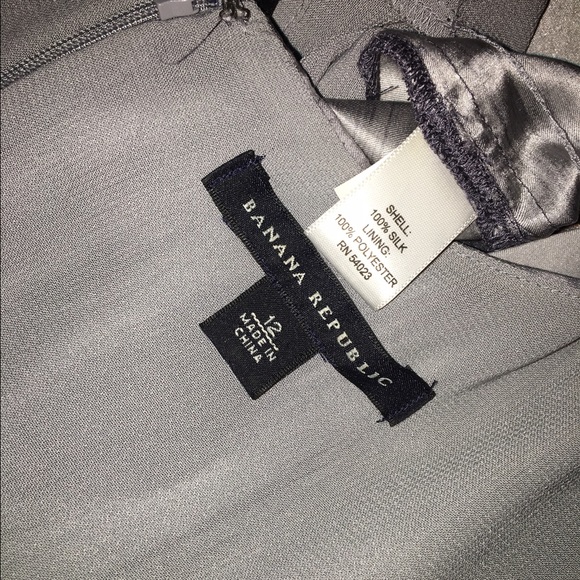 BANANA REPUBLIC
12
MADE IN
CHINA
SHELL:
100% SILK
LINING:
100% POLYESTER
RN 54023